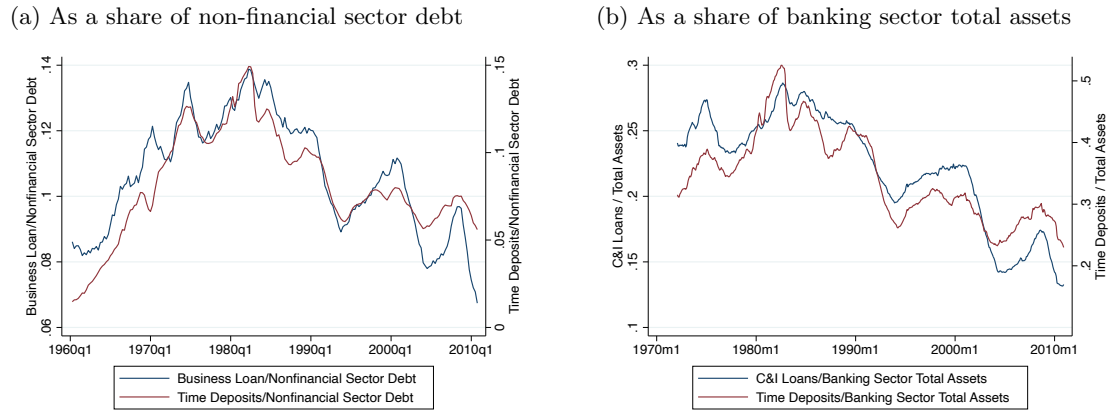 (a) As a share of non-financial sector debt
(b) As a share of banking sector total assets
Business Loan/Nonfinancial Sector Debt
.06
.08
.1
.12
.14
0
.05
.1
.15
Time Deposits/Nonfinancial Sector Debt
1960q1 1970q1 1980q1 1990q1 2000q1 2010q1
Business Loan/Nonfinancial Sector Debt
Time Deposits/Nonfinancial Sector Debt
C&I Loans / Total Assets
.1
.15
.2
.25
.3
.2
.3
.4
.5
Time Deposits / Total Assets
1970m1 1980m1 1990m1 2000m1 2010m1
C&I Loans/Banking Sector Total Assets
Time Deposits/Banking Sector Total Assets